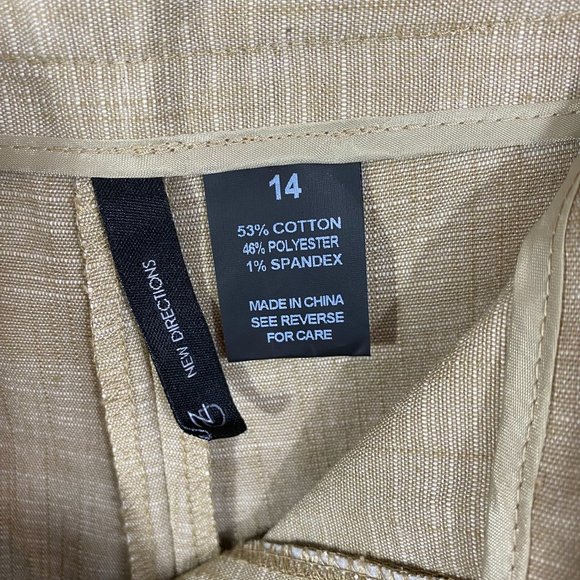 14
53% COTTON
46% POLYESTER
1% SPANDEX
MADE IN CHINA
SEE REVERSE
FOR CARE
NEW DIRECTIONS